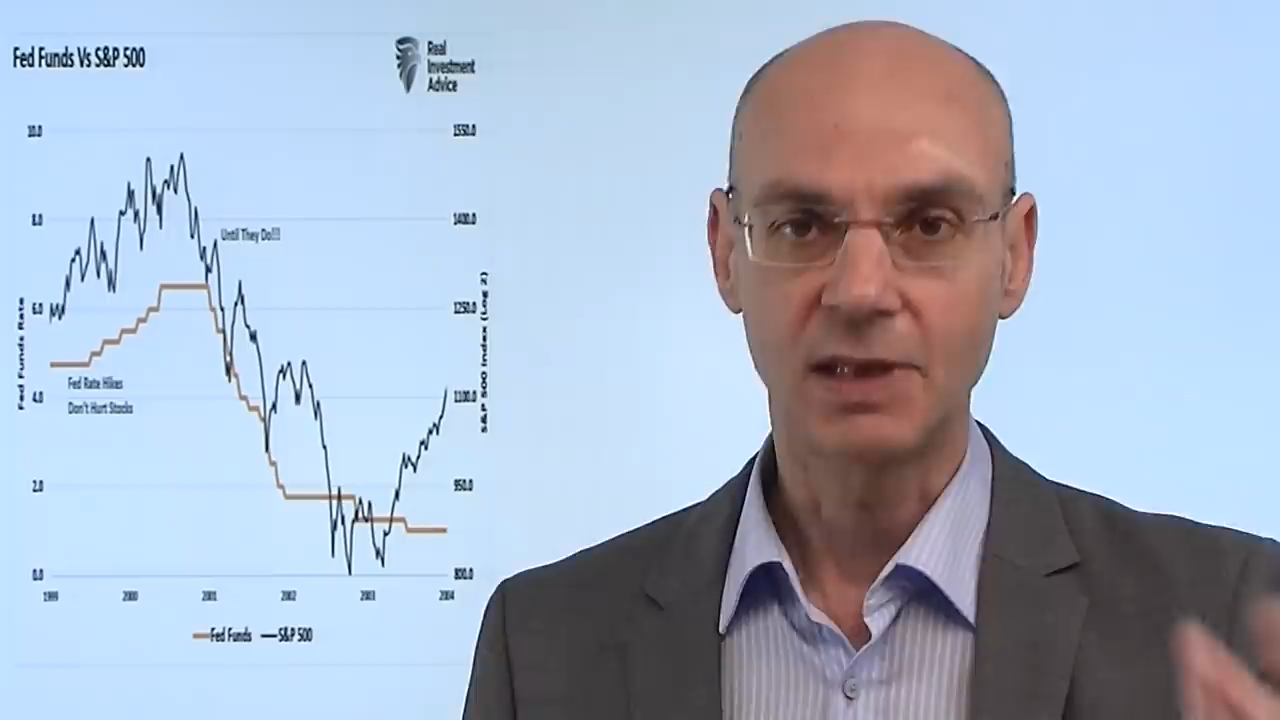 Fed Funds Vs S&P 500
Real
Investment
Advice
10.0
1550.0
8.0
1400.0
Until They Do!!!
6.0
1250.0
Fed Funds Rate
S&P 500 Index (Log 2)
Fed Rate Hikes
Don't Hurt Stocks
4.0
1100.0
2.0
950.0
0.0
800.0
1999
2000
2001
2002
2003
2004
Fed Funds
S&P 500